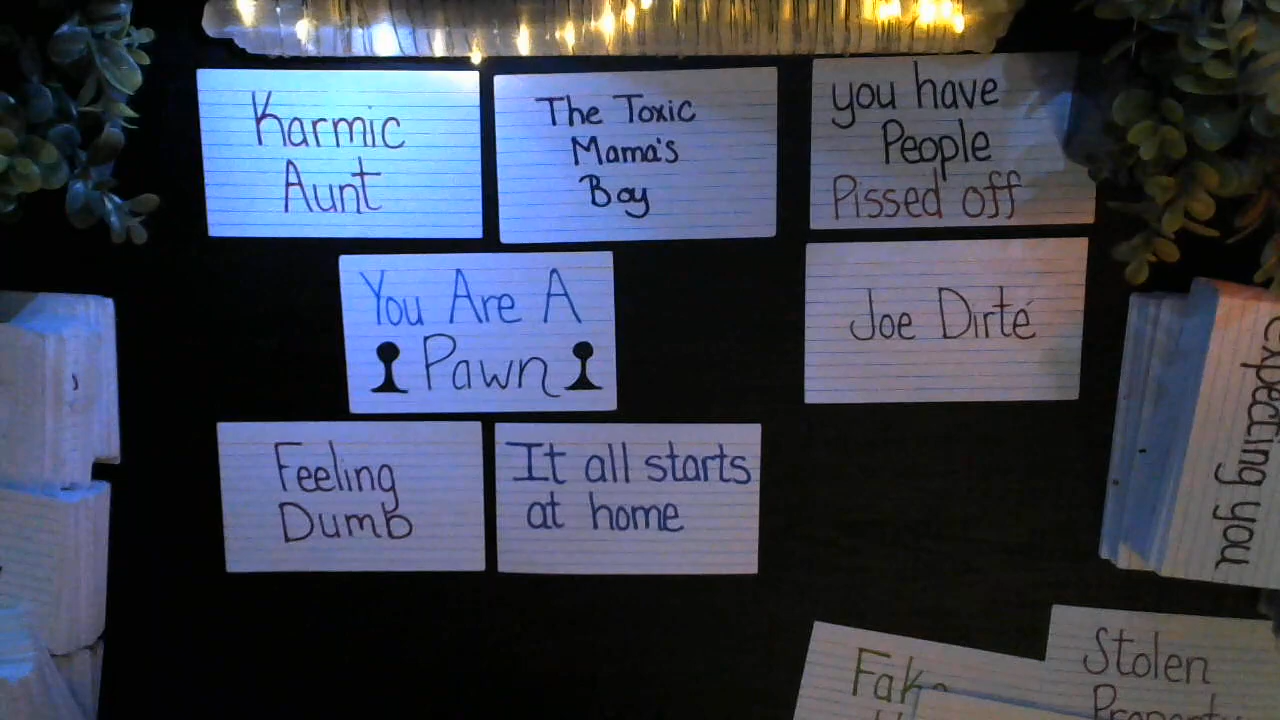 Karmic
Aunt
The Toxic
Mama's
Boy
you have
People
Pissed off
You Are A
Pawn
Joe Dirté
Feeling
Dumb
It all starts
at home
expecting you
Stolen